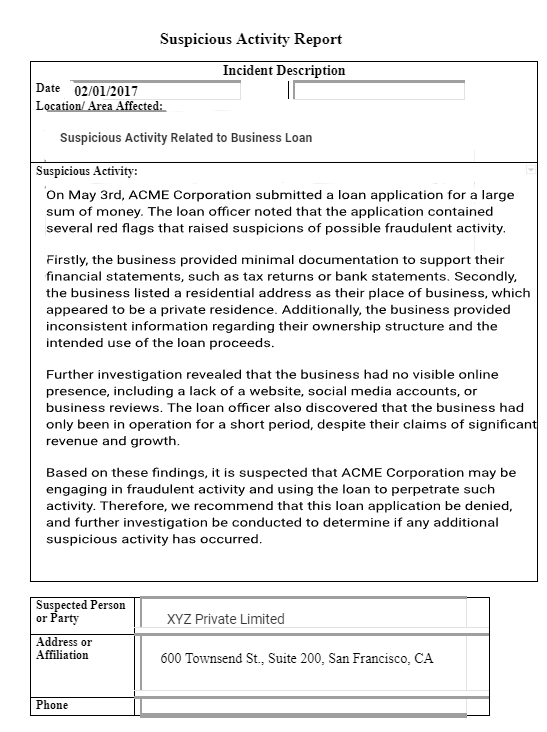 Suspicious Activity Report
Incident Description
Date 02/01/2017
Location/ Area Affected:
Suspicious Activity Related to Business Loan
Suspicious Activity:
On May 3rd, ACME Corporation submitted a loan application for a large
sum of money. The loan officer noted that the application contained
several red flags that raised suspicions of possible fraudulent activity.
Firstly, the business provided minimal documentation to support their
financial statements, such as tax returns or bank statements. Secondly,
the business listed a residential address as their place of business, which
appeared to be a private residence. Additionally, the business provided
inconsistent information regarding their ownership structure and the
intended use of the loan proceeds.
Further investigation revealed that the business had no visible online
presence, including a lack of a website, social media accounts, or
business reviews. The loan officer also discovered that the business had
only been in operation for a short period, despite their claims of significant
revenue and growth.
Based on these findings, it is suspected that ACME Corporation may be
engaging in fraudulent activity and using the loan to perpetrate such
activity. Therefore, we recommend that this loan application be denied,
and further investigation be conducted to determine if any additional
suspicious activity has occurred.
Suspected Person
or Party
XYZ Private Limited
Address or
Affiliation
600 Townsend St., Suite 200, San Francisco, CA
Phone